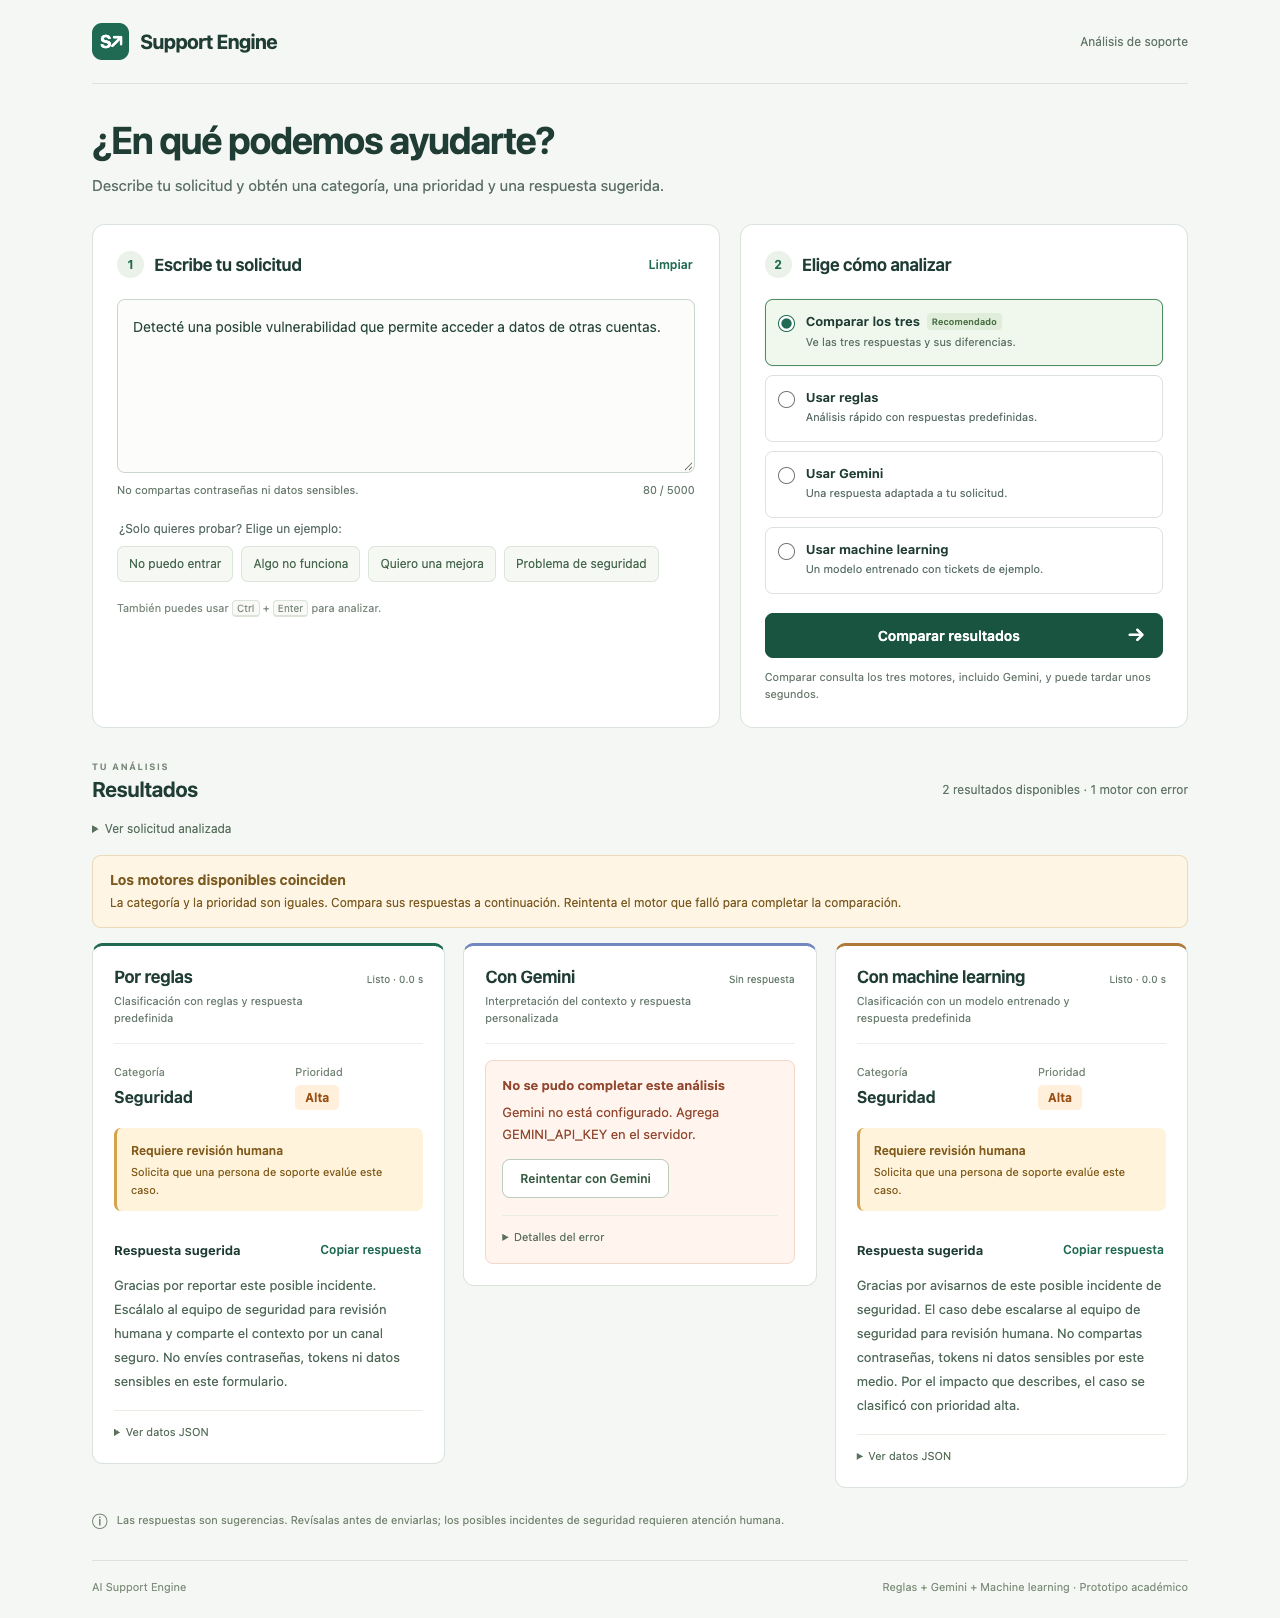 S↗ Support Engine
Análisis de soporte
¿En qué podemos ayudarte?
Describe tu solicitud y obtén una categoría, una prioridad y una respuesta sugerida.
1 Escribe tu solicitud
Limpiar
Detecté una posible vulnerabilidad que permite acceder a datos de otras cuentas.
No compartas contraseñas ni datos sensibles.
80 / 5000
¿Solo quieres probar? Elige un ejemplo:
No puedo entrar
Algo no funciona
Quiero una mejora
Problema de seguridad
También puedes usar Ctrl + Enter para analizar.
2 Elige cómo analizar
Comparar los tres Recomendado
Ve las tres respuestas y sus diferencias.
Usar reglas
Análisis rápido con respuestas predefinidas.
Usar Gemini
Una respuesta adaptada a tu solicitud.
Usar machine learning
Un modelo entrenado con tickets de ejemplo.
Comparar resultados →
Comparar consulta los tres motores, incluido Gemini, y puede tardar unos
segundos.
TU ANÁLISIS
Resultados
2 resultados disponibles · 1 motor con error
Ver solicitud analizada
Los motores disponibles coinciden
La categoría y la prioridad son iguales. Compara sus respuestas a continuación. Reintenta el motor que falló para completar la comparación.
Por reglas
Listo · 0.0 s
Clasificación con reglas y respuesta
predefinida
Categoría
Prioridad
Seguridad
Alta
Requiere revisión humana
Solicita que una persona de soporte evalúe este
caso.
Respuesta sugerida
Copiar respuesta
Gracias por reportar este posible incidente.
Escálalo al equipo de seguridad para revisión
humana y comparte el contexto por un canal
seguro. No envíes contraseñas, tokens ni datos
sensibles en este formulario.
Ver datos JSON
Con Gemini
Sin respuesta
Interpretación del contexto y respuesta
personalizada
No se pudo completar este análisis
Gemini no está configurado. Agrega
GEMINI_API_KEY en el servidor.
Reintentar con Gemini
Detalles del error
Con machine learning
Listo · 0.0 s
Clasificación con un modelo entrenado y
respuesta predefinida
Categoría
Prioridad
Seguridad
Alta
Requiere revisión humana
Solicita que una persona de soporte evalúe este
caso.
Respuesta sugerida
Copiar respuesta
Gracias por avisarnos de este posible incidente de
seguridad. El caso debe escalarse al equipo de
seguridad para revisión humana. No compartas
contraseñas, tokens ni datos sensibles por este
medio. Por el impacto que describes, el caso se
clasificó con prioridad alta.
Ver datos JSON
Las respuestas son sugerencias. Revísalas antes de enviarlas; los posibles incidentes de seguridad requieren atención humana.
AI Support Engine
Reglas + Gemini + Machine learning · Prototipo académico